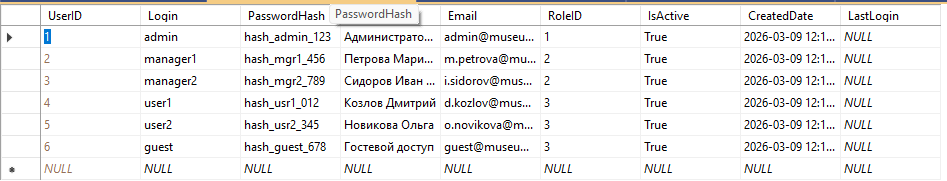 UserID Login PasswordHash PasswordHash Email RoleID IsActive CreatedDate LastLogin
1 admin hash_admin_123 Администрато... admin@museu... 1 True 2026-03-09 12:1... NULL
2 manager1 hash_mgr1_456 Петрова Мари... m.petrova@mu... 2 True 2026-03-09 12:1... NULL
3 manager2 hash_mgr2_789 Сидоров Иван ... i.sidorov@mus... 2 True 2026-03-09 12:1... NULL
4 user1 hash_usr1_012 Козлов Дмитрий d.kozlov@mus... 3 True 2026-03-09 12:1... NULL
5 user2 hash_usr2_345 Новикова Ольга o.novikova@m... 3 True 2026-03-09 12:1... NULL
6 guest hash_guest_678 Гостевой доступ guest@museu... 3 True 2026-03-09 12:1... NULL
NULL NULL NULL NULL NULL NULL NULL NULL NULL